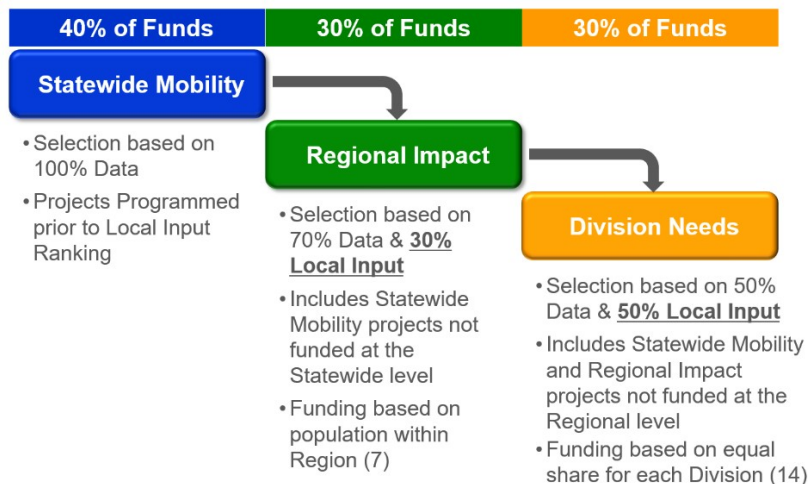 40% of Funds
30% of Funds
30% of Funds
Statewide Mobility
• Selection based on
100% Data
• Projects Programmed
prior to Local Input
Ranking
Regional Impact
• Selection based on
70% Data & 30%
Local Input
• Includes Statewide
Mobility projects not
funded at the
Statewide level
• Funding based on
population within
Region (7)
Division Needs
• Selection based on 50%
Data & 50% Local Input
• Includes Statewide Mobility
and Regional Impact
projects not funded at the
Regional level
• Funding based on equal
share for each Division (14)